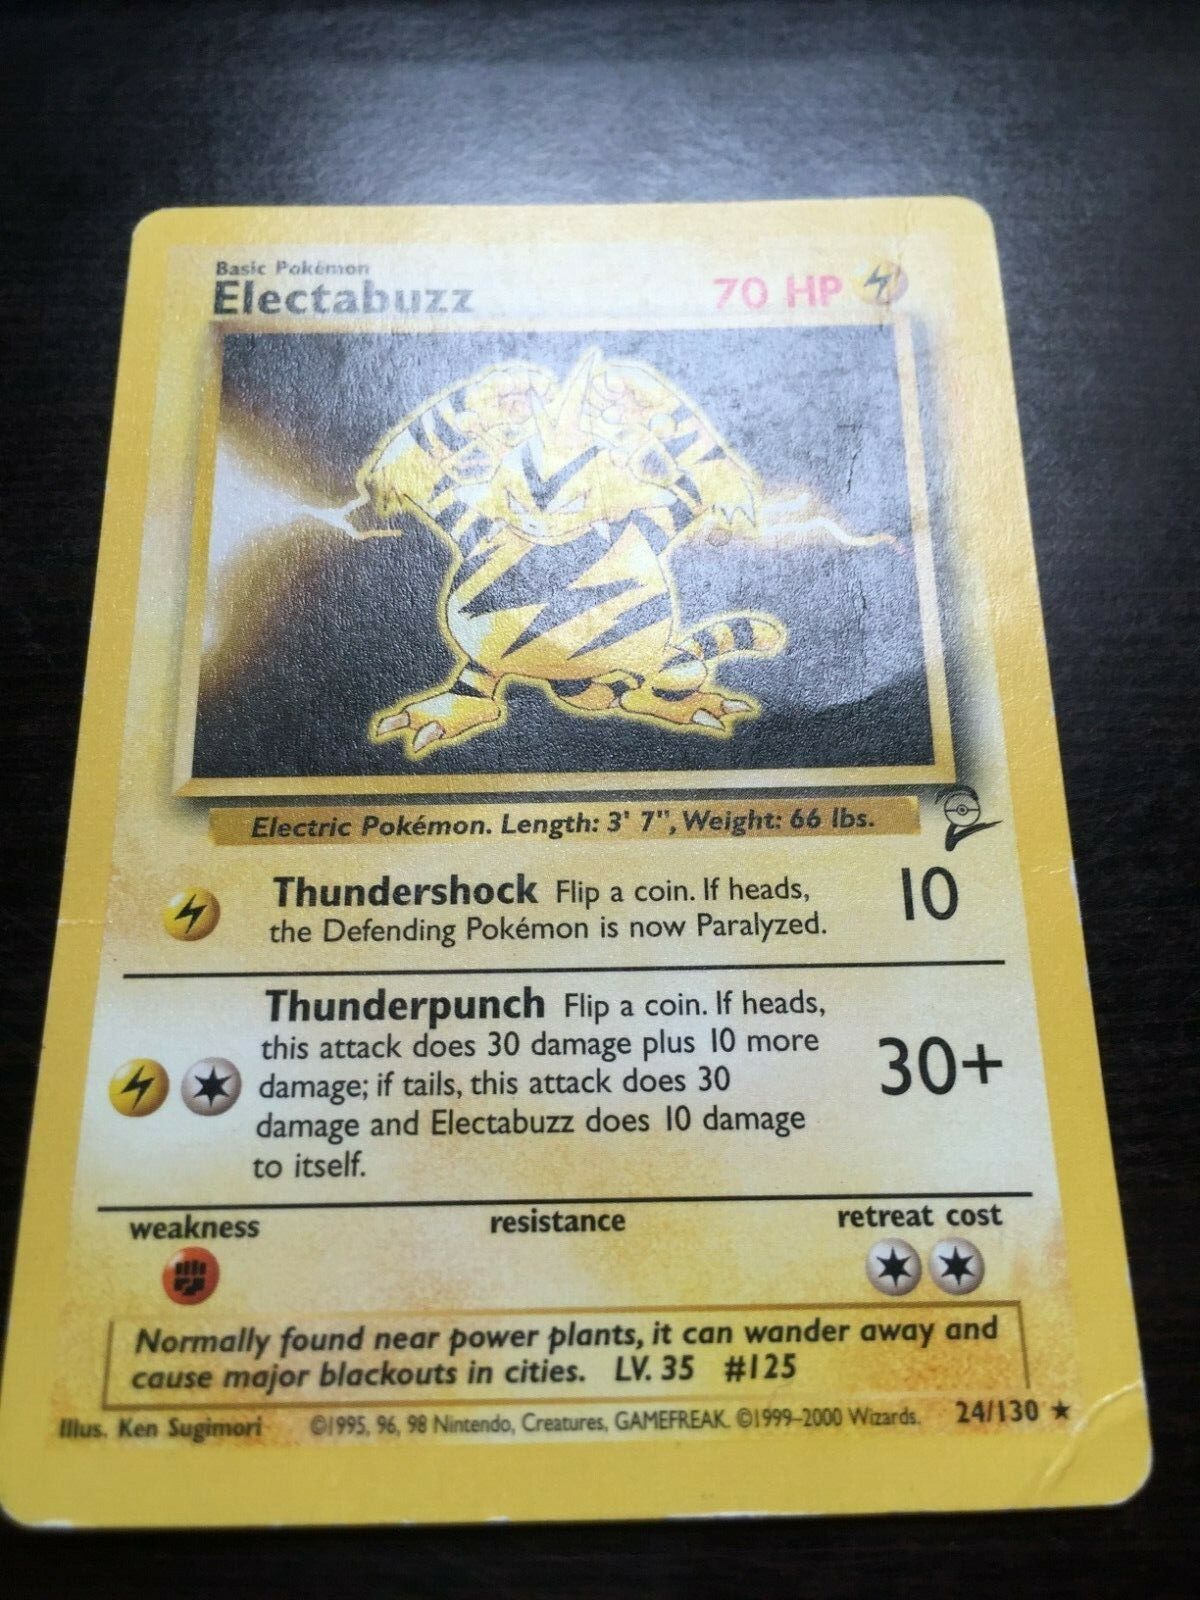 Basic Pokémon
Electabuzz
70 HP
Electric Pokémon. Length: 3' 7", Weight: 66 lbs.
Thundershock Flip a coin. If heads,
the Defending Pokémon is now Paralyzed.
10
Thunderpunch Flip a coin. If heads,
this attack does 30 damage plus 10 more
damage; if tails, this attack does 30
damage and Electabuzz does 10 damage
to itself.
30+
weakness resistance retreat cost
Normally found near power plants, it can wander away and
cause major blackouts in cities. LV. 35 #125
Illus. Ken Sugimori ©1995, 96, 98 Nintendo, Creatures, GAMEFREAK. ©1999–2000 Wizards. 24/130 ★